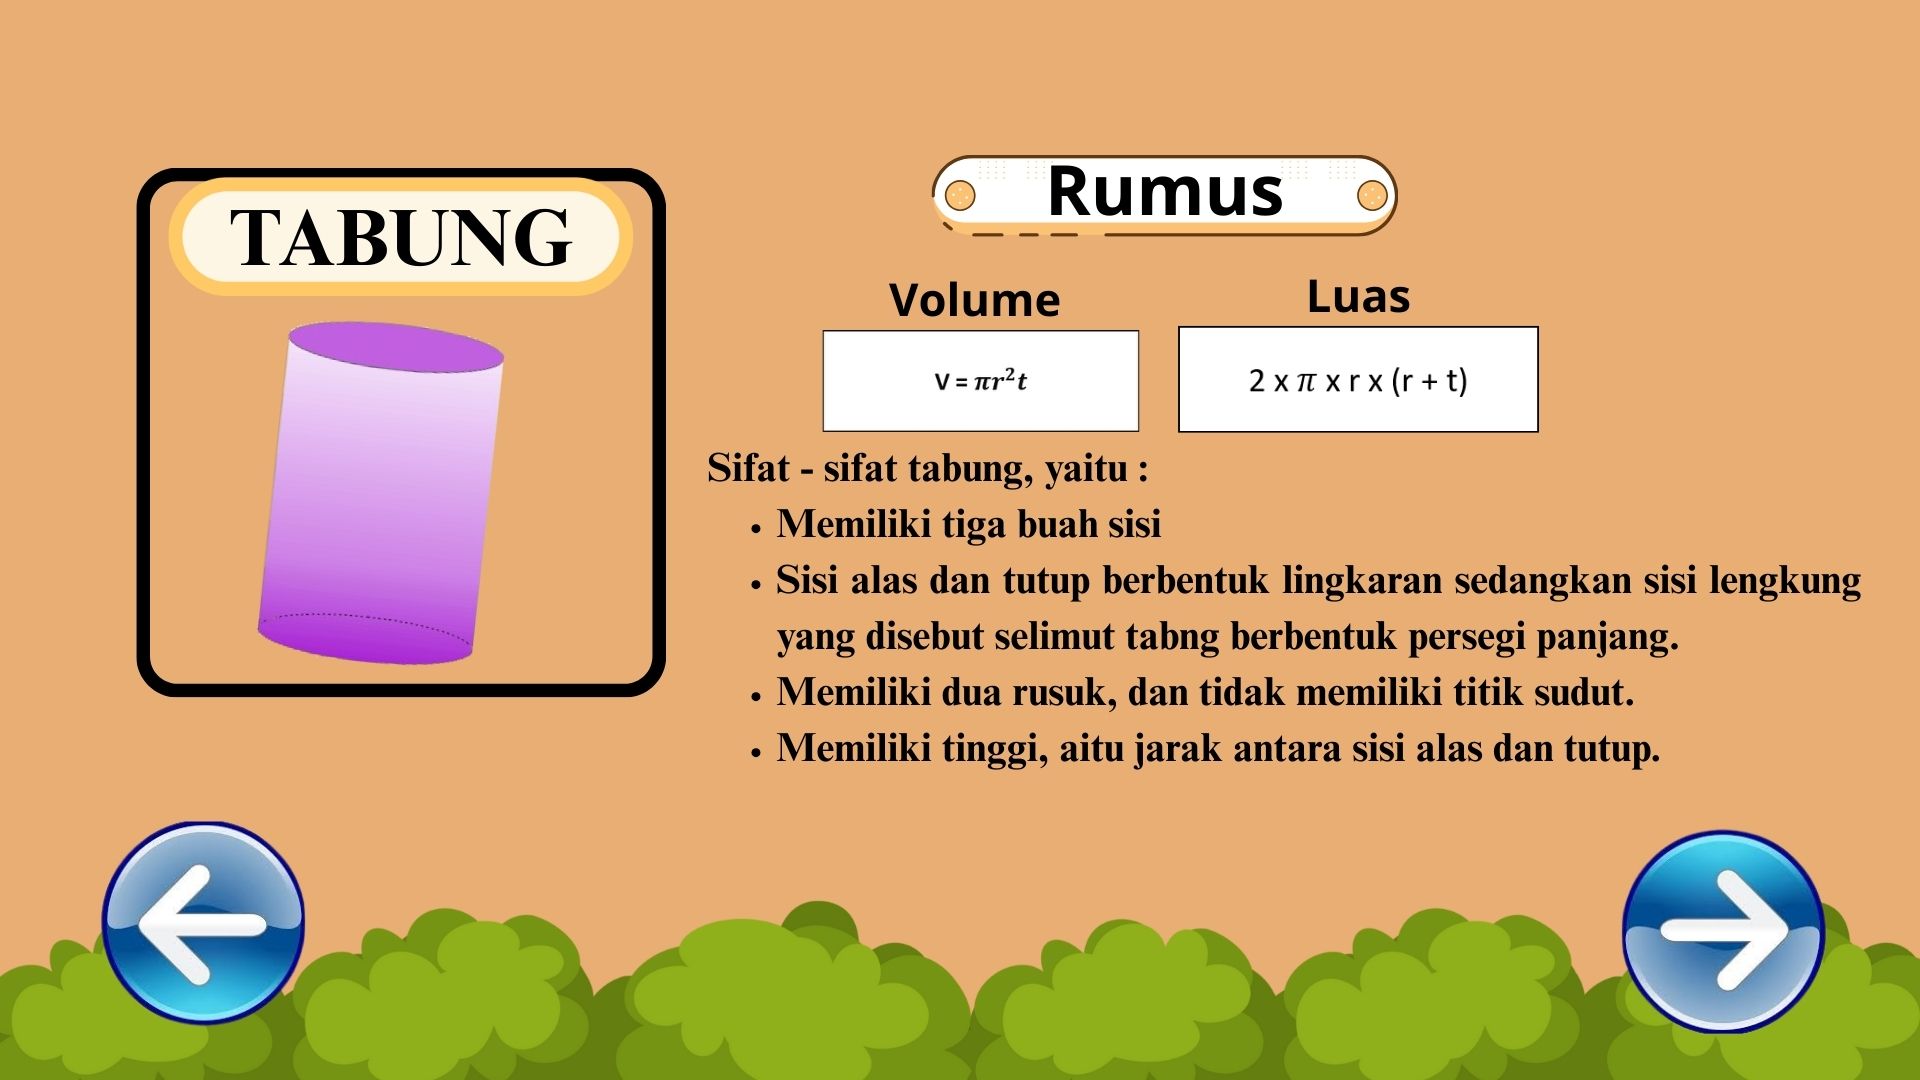 TABUNG
Rumus
Volume
Luas
V = πr²t
2 x π x r x (r + t)
Sifat - sifat tabung, yaitu :
• Memiliki tiga buah sisi
• Sisi alas dan tutup berbentuk lingkaran sedangkan sisi lengkung
yang disebut selimut tabng berbentuk persegi panjang.
• Memiliki dua rusuk, dan tidak memiliki titik sudut.
• Memiliki tinggi, aitu jarak antara sisi alas dan tutup.